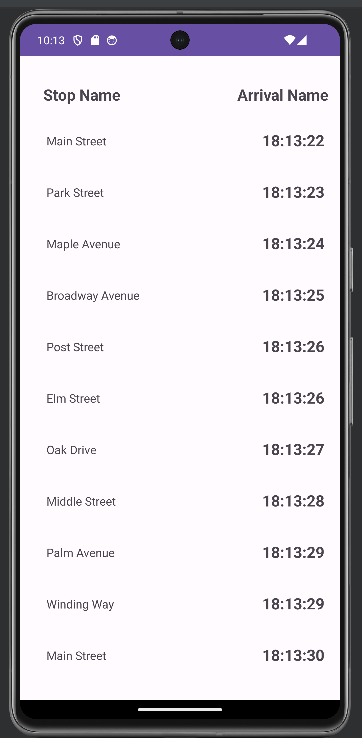 10:13
Stop Name Arrival Name
Main Street 18:13:22
Park Street 18:13:23
Maple Avenue 18:13:24
Broadway Avenue 18:13:25
Post Street 18:13:26
Elm Street 18:13:26
Oak Drive 18:13:27
Middle Street 18:13:28
Palm Avenue 18:13:29
Winding Way 18:13:29
Main Street 18:13:30